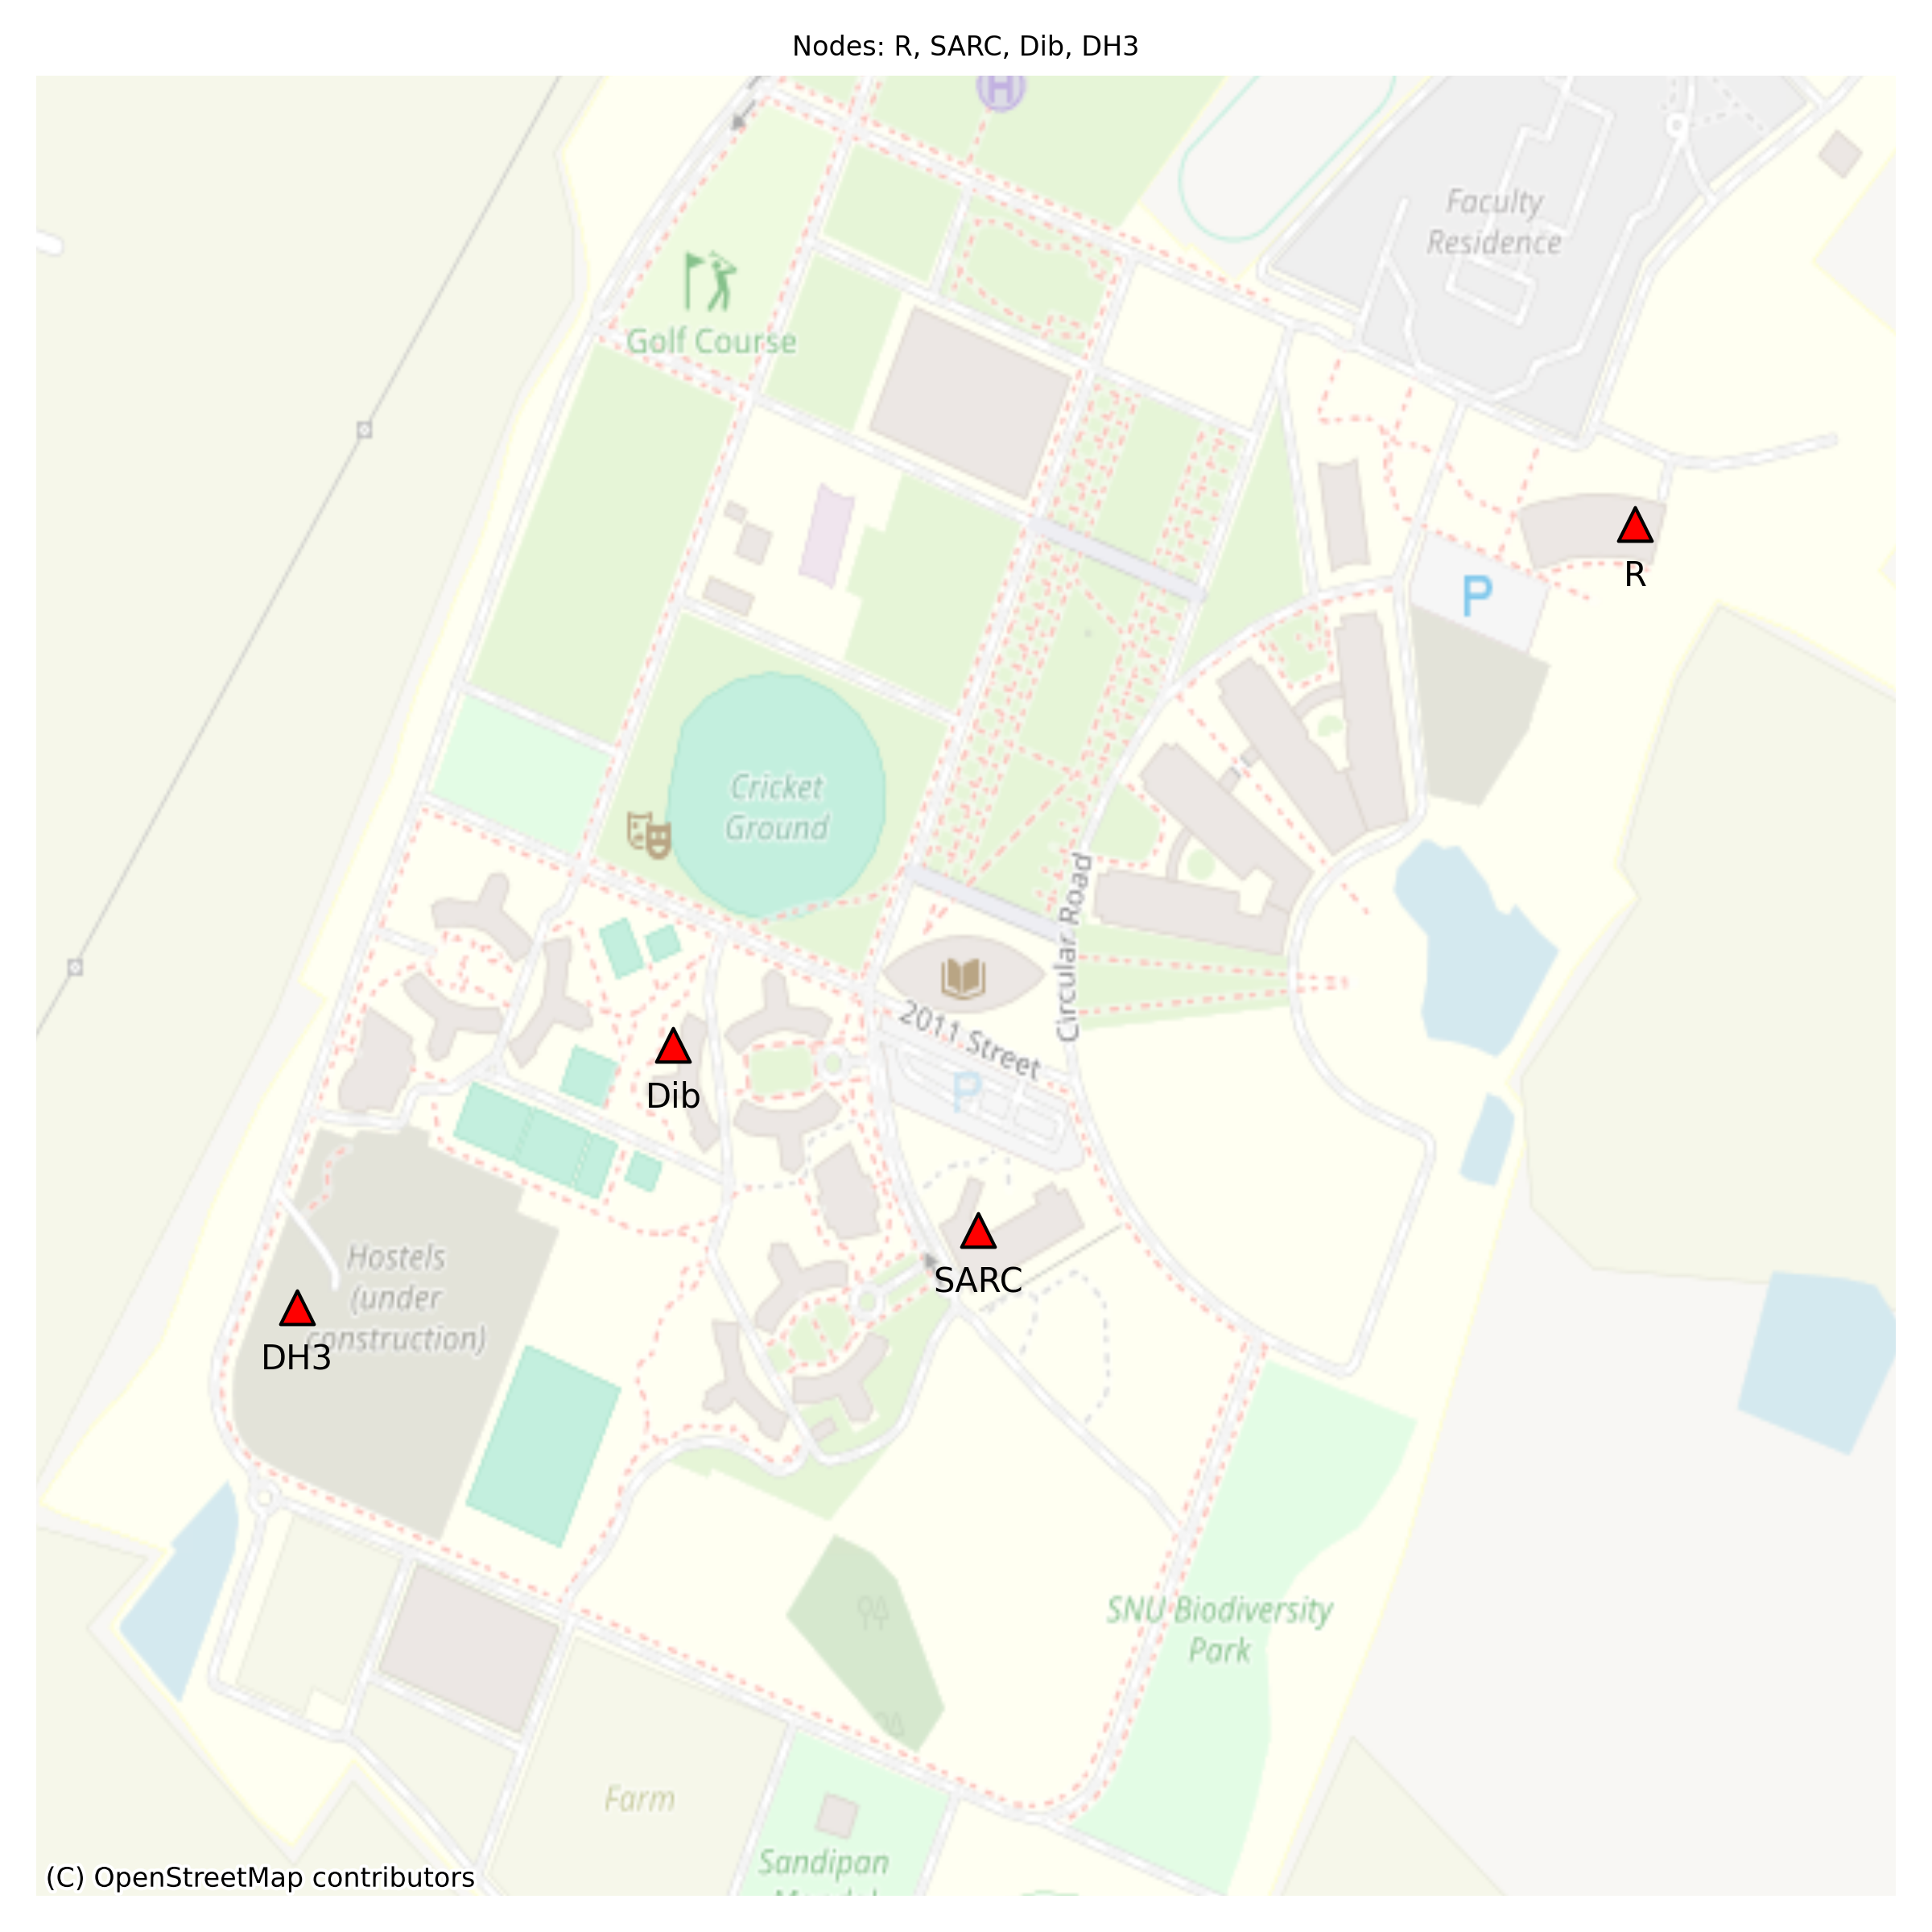 Nodes: R, SARC, Dib, DH3
H
Faculty
Residence
Golf Course
R
P
Cricket
Ground
Circular Road
2011 Street
P
Dib
SARC
Hostels
(under
construction)
DH3
SNU Biodiversity
Park
Farm
Sandipan
(C) OpenStreetMap contributors